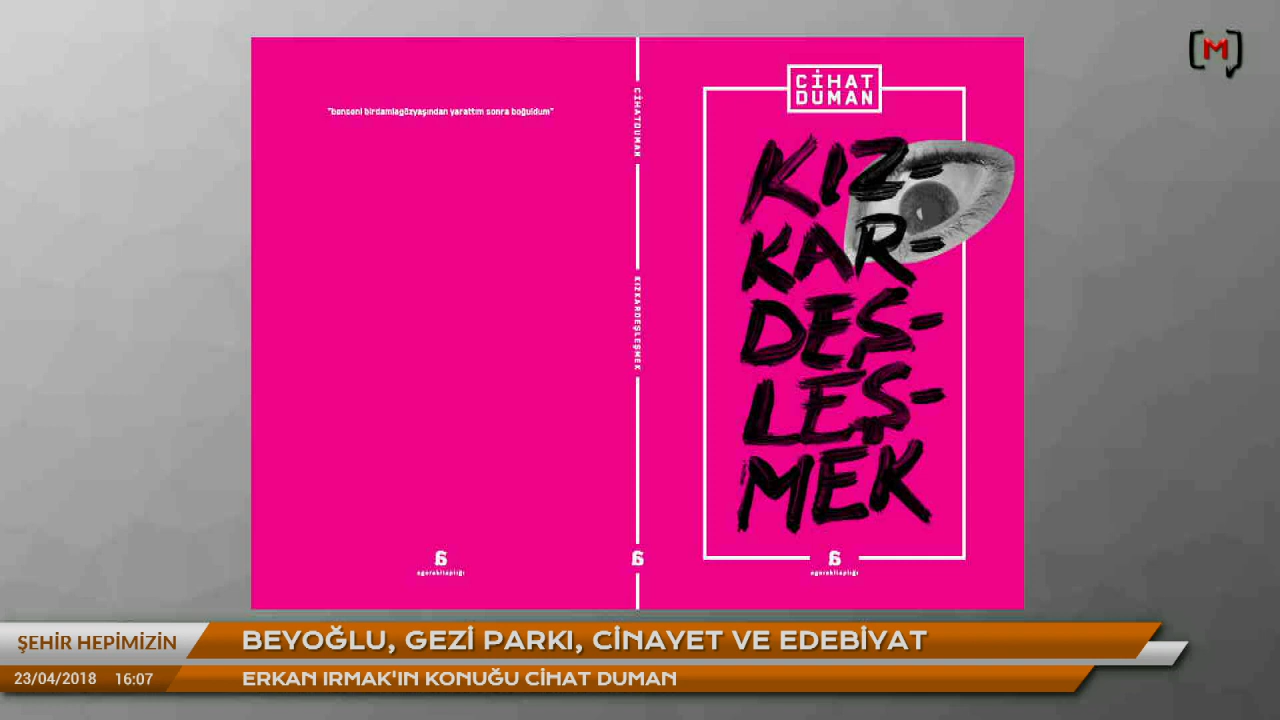 "benseni birdamlagözyaşından yarattım sonra boğuldum"
agorakitaplığı
CİHATDUMAN
KIZKARDEŞLEŞMEK
CİHAT
DUMAN
KIZ-
KAR-
DEŞ-
LEŞ-
MEK
agorakitaplığı
M
ŞEHİR HEPİMİZİN
BEYOĞLU, GEZİ PARKI, CİNAYET VE EDEBİYAT
23/04/2018 16:07
ERKAN IRMAK'IN KONUĞU CİHAT DUMAN